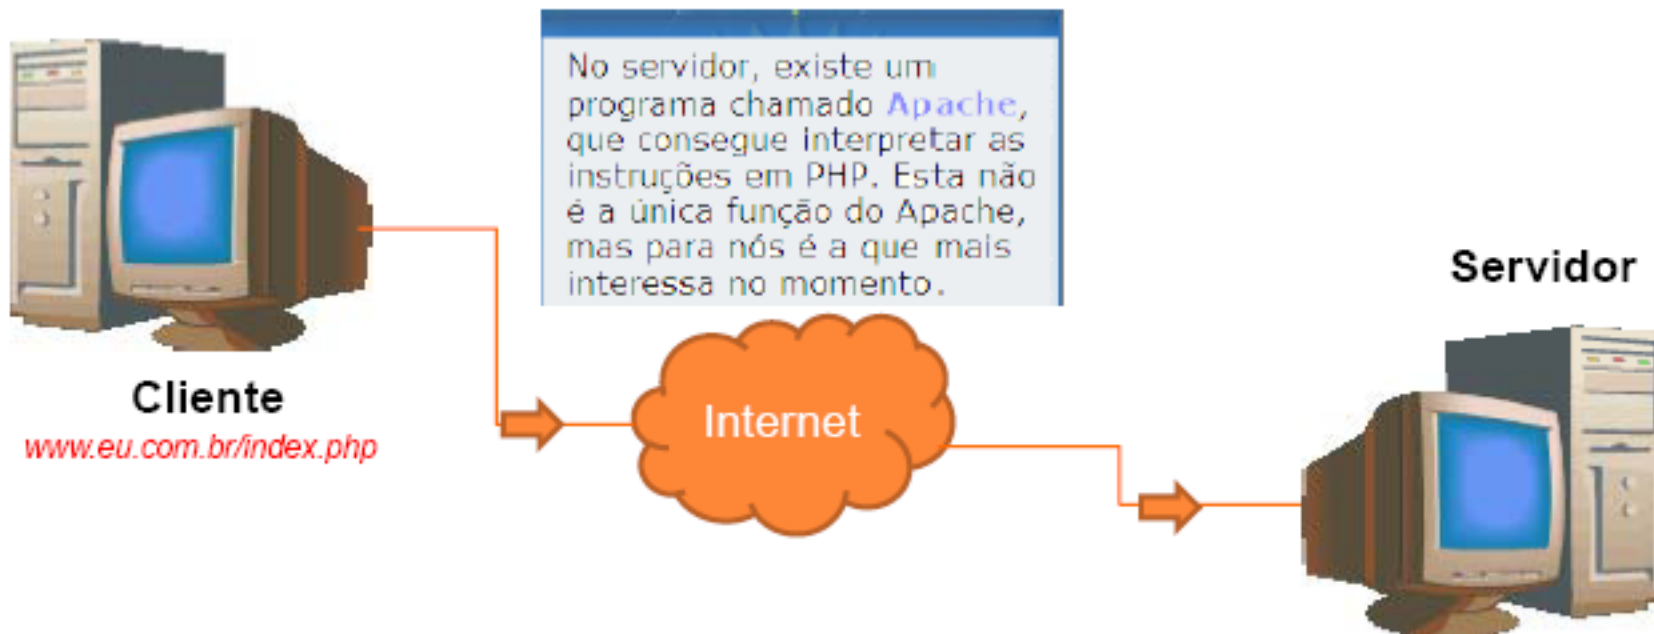 No servidor, existe um
programa chamado Apache,
que consegue interpretar as
instruções em PHP. Esta não
é a única função do Apache,
mas para nós é a que mais
interessa no momento.
Servidor
Cliente
www.eu.com.br/index.php
Internet